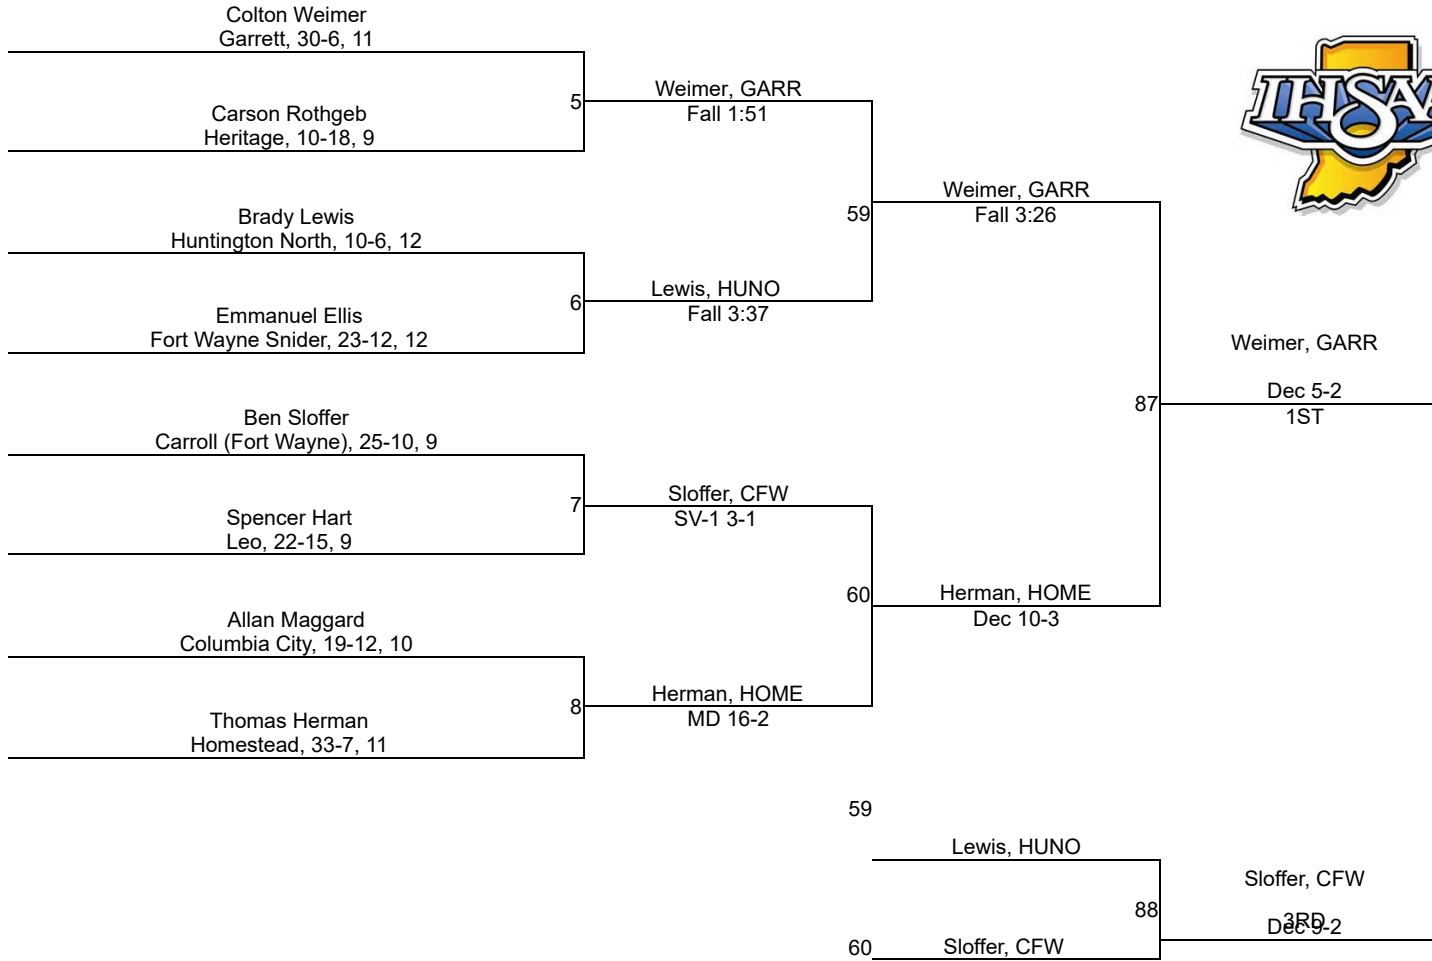 Colton Weimer
Garrett, 30-6, 11
Carson Rothgeb
Heritage, 10-18, 9
5
Weimer, GARR
Fall 1:51
Brady Lewis
Huntington North, 10-6, 12
Emmanuel Ellis
Fort Wayne Snider, 23-12, 12
6
Lewis, HUNO
Fall 3:37
59
Weimer, GARR
Fall 3:26
IHSAA
Ben Sloffer
Carroll (Fort Wayne), 25-10, 9
Spencer Hart
Leo, 22-15, 9
7
Sloffer, CFW
SV-1 3-1
Allan Maggard
Columbia City, 19-12, 10
Thomas Herman
Homestead, 33-7, 11
8
Herman, HOME
MD 16-2
60
Herman, HOME
Dec 10-3
87
Weimer, GARR
Dec 5-2
1ST
59
Lewis, HUNO
60
Sloffer, CFW
88
Sloffer, CFW
3RD
Dec 9-2